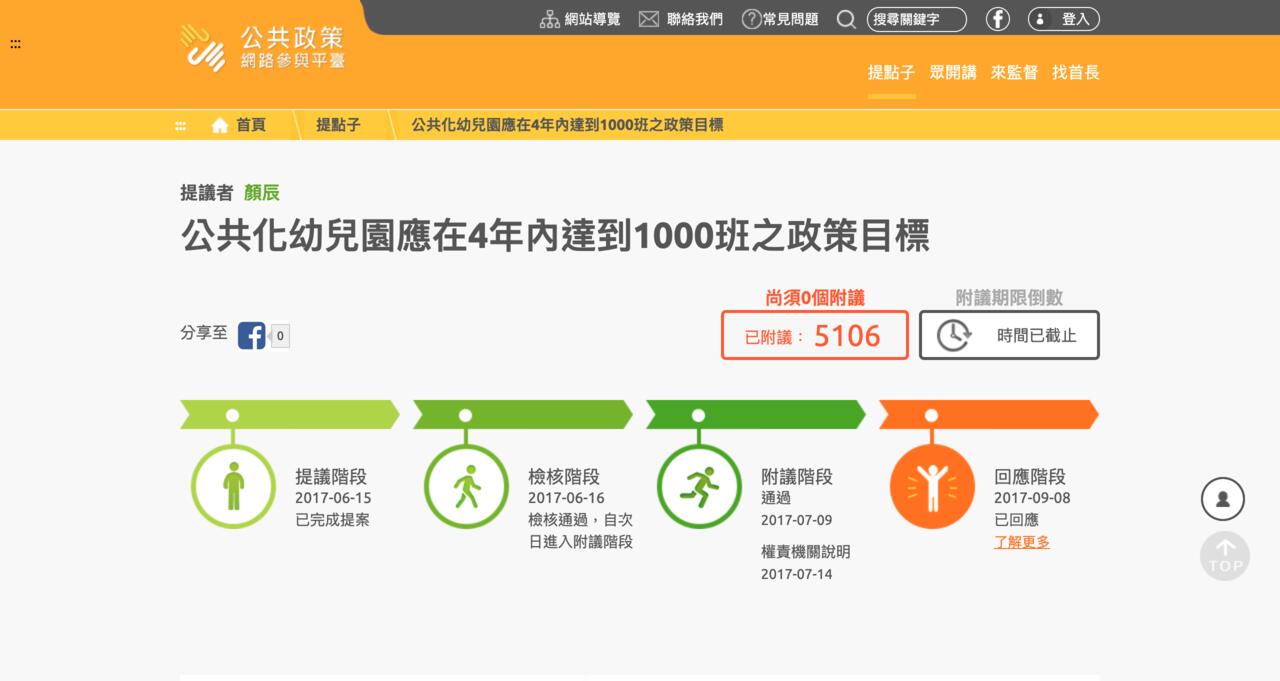 網站導覽 聯絡我們 常見問題 搜尋關鍵字 登入
:::
公共政策
網路參與平臺
提點子 眾開講 來監督 找首長
::: 首頁 提點子 公共化幼兒園應在4年內達到1000班之政策目標
提議者 顏辰
公共化幼兒園應在4年內達到1000班之政策目標
尚須0個附議 附議期限倒數
分享至 0 已附議： 5106 時間已截止
提議階段
2017-06-15
已完成提案
檢核階段
2017-06-16
檢核通過，自次
日進入附議階段
附議階段
通過
2017-07-09
權責機關說明
2017-07-14
回應階段
2017-09-08
已回應
了解更多
TOP